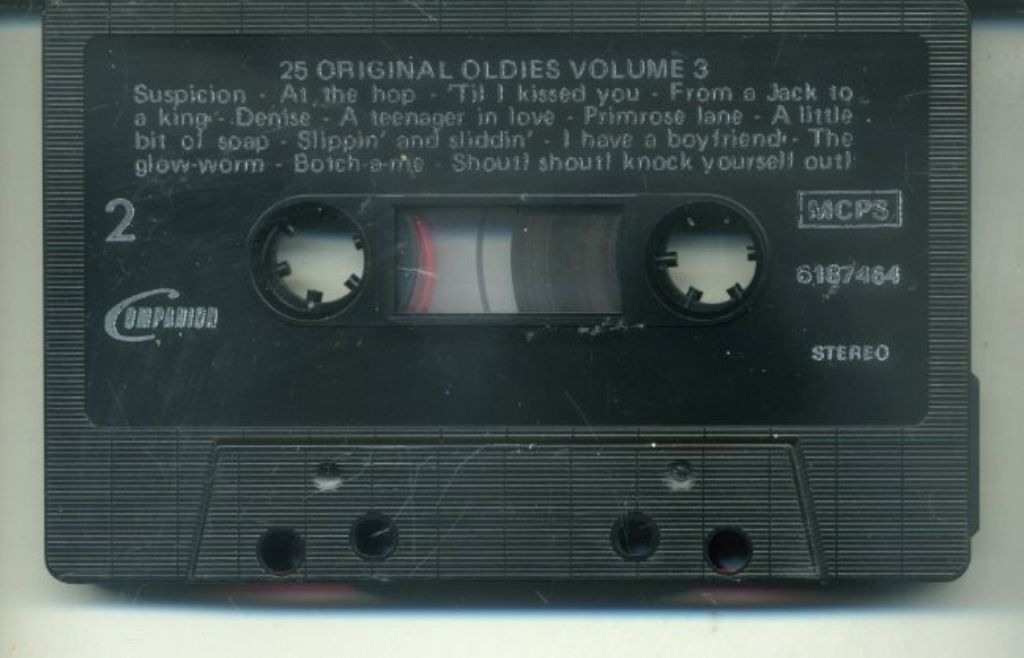 25 ORIGINAL OLDIES VOLUME 3
Suspicion - At the hop - 'Til I kissed you - From a Jack to
a king - Denise - A teenager in love - Primrose lane - A little
bit of soap - Slippin' and sliddin' - I have a boyfriend - The
glow-worm - Botch-a-me - Shout! shout! knock yourself out!
2
MCPS
6187464
COMPANION
STEREO